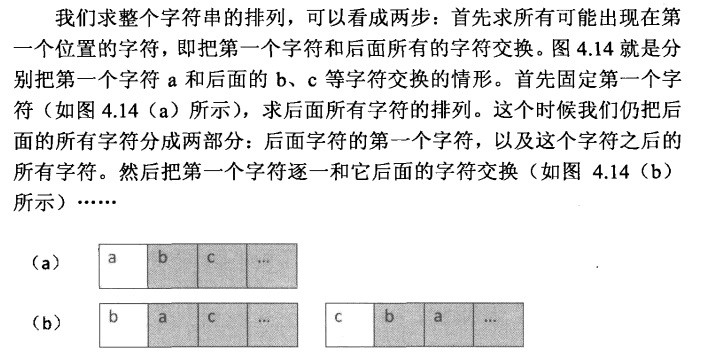 我们求整个字符串的排列，可以看成两步：首先求所有可能出现在第
一个位置的字符，即把第一个字符和后面所有的字符交换。图 4.14 就是分
别把第一个字符 a 和后面的 b、c 等字符交换的情形。首先固定第一个字
符（如图 4.14（a）所示），求后面所有字符的排列。这个时候我们仍把后
面的所有字符分成两部分：后面字符的第一个字符，以及这个字符之后的
所有字符。然后把第一个字符逐一和它后面的字符交换（如图 4.14（b）
所示）……
（a） a b c ...
（b） b a c ... c b a ...